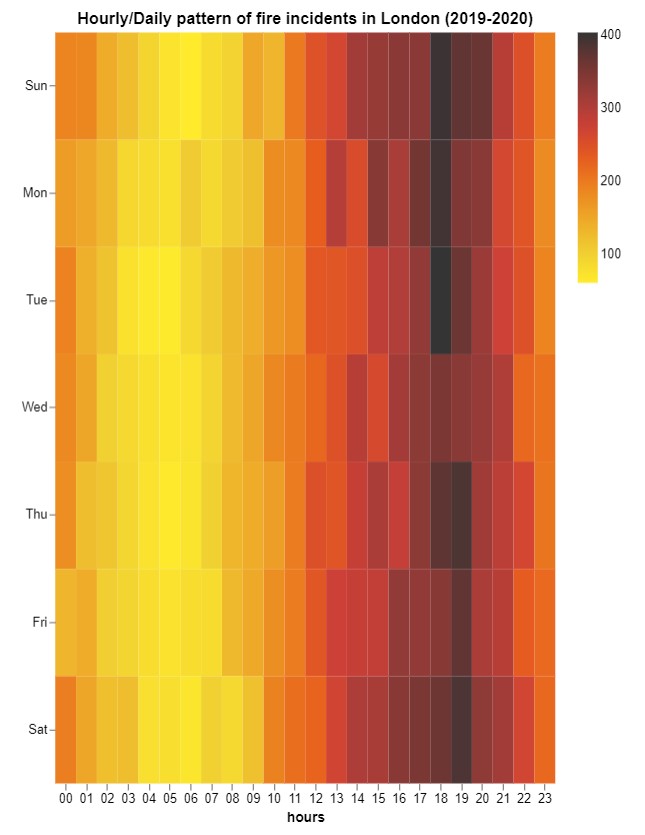 Hourly/Daily pattern of fire incidents in London (2019-2020)
400
300
200
100
Sun
Mon
Tue
Wed
Thu
Fri
Sat
00 01 02 03 04 05 06 07 08 09 10 11 12 13 14 15 16 17 18 19 20 21 22 23
hours